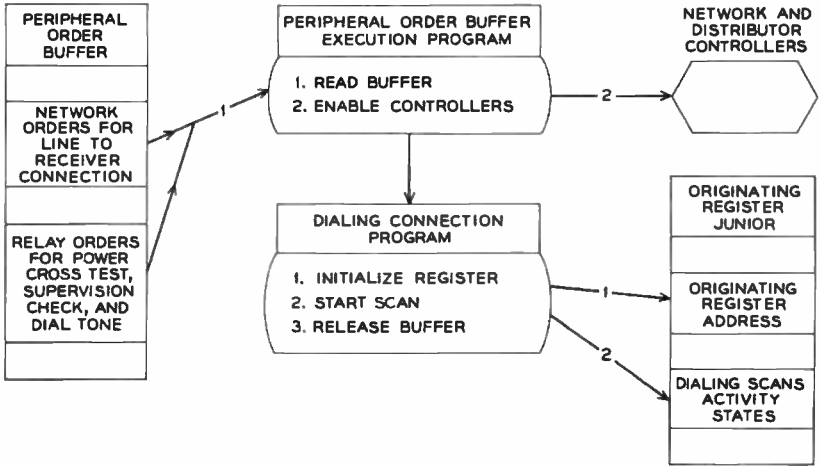 PERIPHERAL
ORDER
BUFFER
NETWORK
ORDERS FOR
LINE TO
RECEIVER
CONNECTION
RELAY ORDERS
FOR POWER
CROSS TEST,
SUPERVISION
CHECK, AND
DIAL TONE
1
PERIPHERAL ORDER BUFFER
EXECUTION PROGRAM
1. READ BUFFER
2. ENABLE CONTROLLERS
2
NETWORK AND
DISTRIBUTOR
CONTROLLERS
DIALING CONNECTION
PROGRAM
1. INITIALIZE REGISTER
2. START SCAN
3. RELEASE BUFFER
1
2
ORIGINATING
REGISTER
JUNIOR
ORIGINATING
REGISTER
ADDRESS
DIALING SCANS
ACTIVITY
STATES